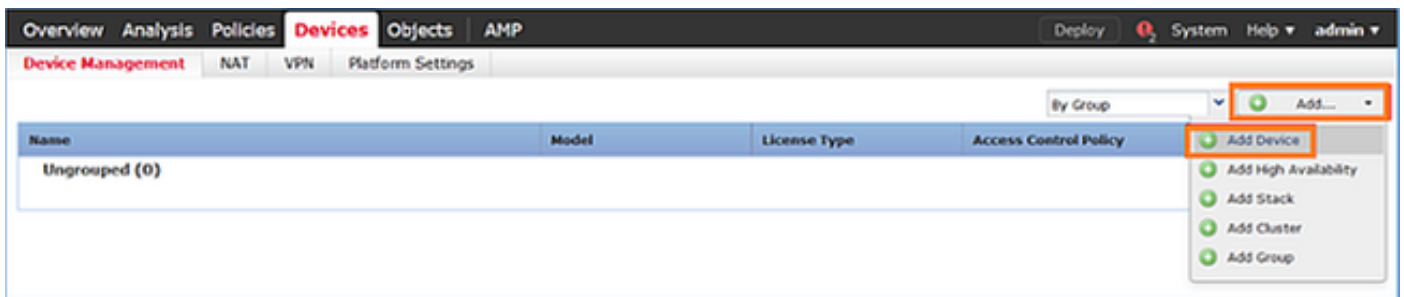 Overview Analysis Policies Devices Objects AMP Deploy 2 System Help admin
Device Management NAT VPN Platform Settings
By Group Add...
Name Model License Type Access Control Policy Add Device
Ungrouped (0)
Add High Availability
Add Stack
Add Cluster
Add Group